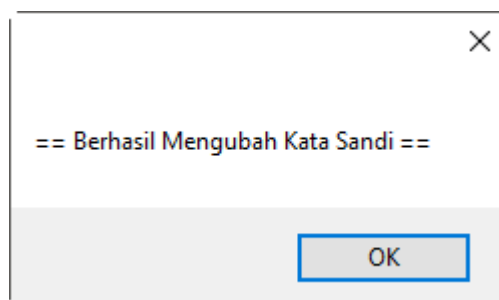 == Berhasil Mengubah Kata Sandi ==
OK